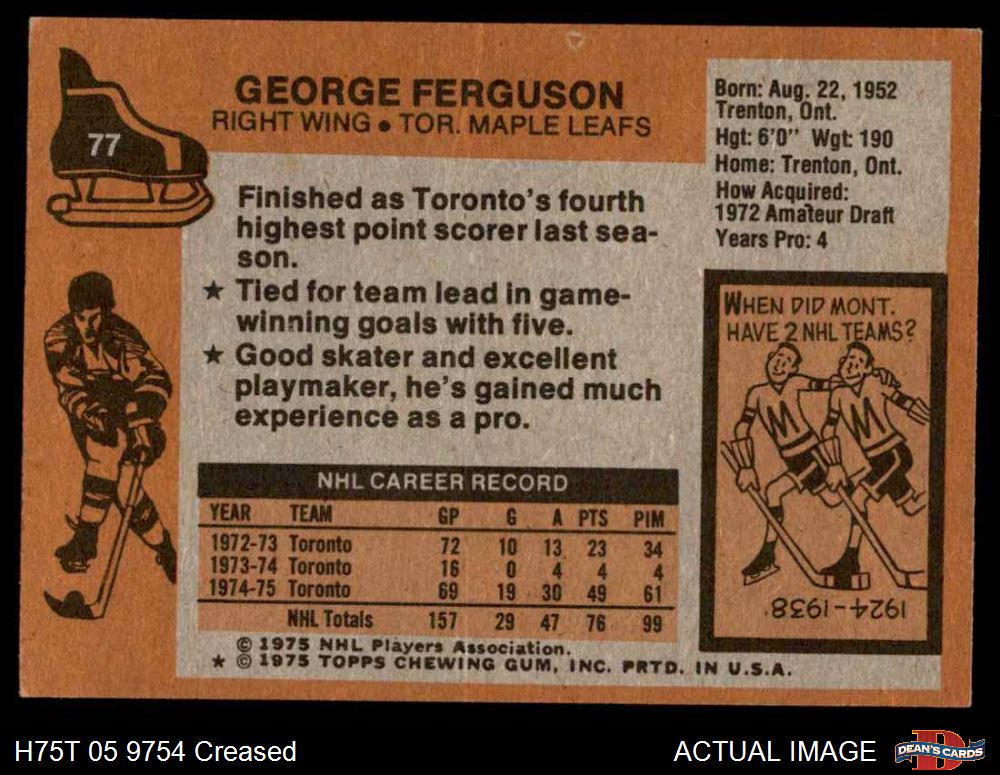 77
GEORGE FERGUSON
RIGHT WING • TOR. MAPLE LEAFS
Born: Aug. 22, 1952
Trenton, Ont.
Hgt: 6'0" Wgt: 190
Home: Trenton, Ont.
How Acquired:
1972 Amateur Draft
Years Pro: 4
Finished as Toronto's fourth
highest point scorer last sea-
son.
★ Tied for team lead in game-
winning goals with five.
★ Good skater and excellent
playmaker, he's gained much
experience as a pro.
WHEN DID MONT.
HAVE 2 NHL TEAMS?
M M
1924-1938.
NHL CAREER RECORD
YEAR TEAM GP G A PTS PIM
1972-73 Toronto 72 10 13 23 34
1973-74 Toronto 16 0 4 4 4
1974-75 Toronto 69 19 30 49 61
NHL Totals 157 29 47 76 99
© 1975 NHL Players Association.
★ © 1975 TOPPS CHEWING GUM, INC. PRTD. IN U.S.A.
H75T 05 9754 Creased
ACTUAL IMAGE
D
DEAN'S CARDS